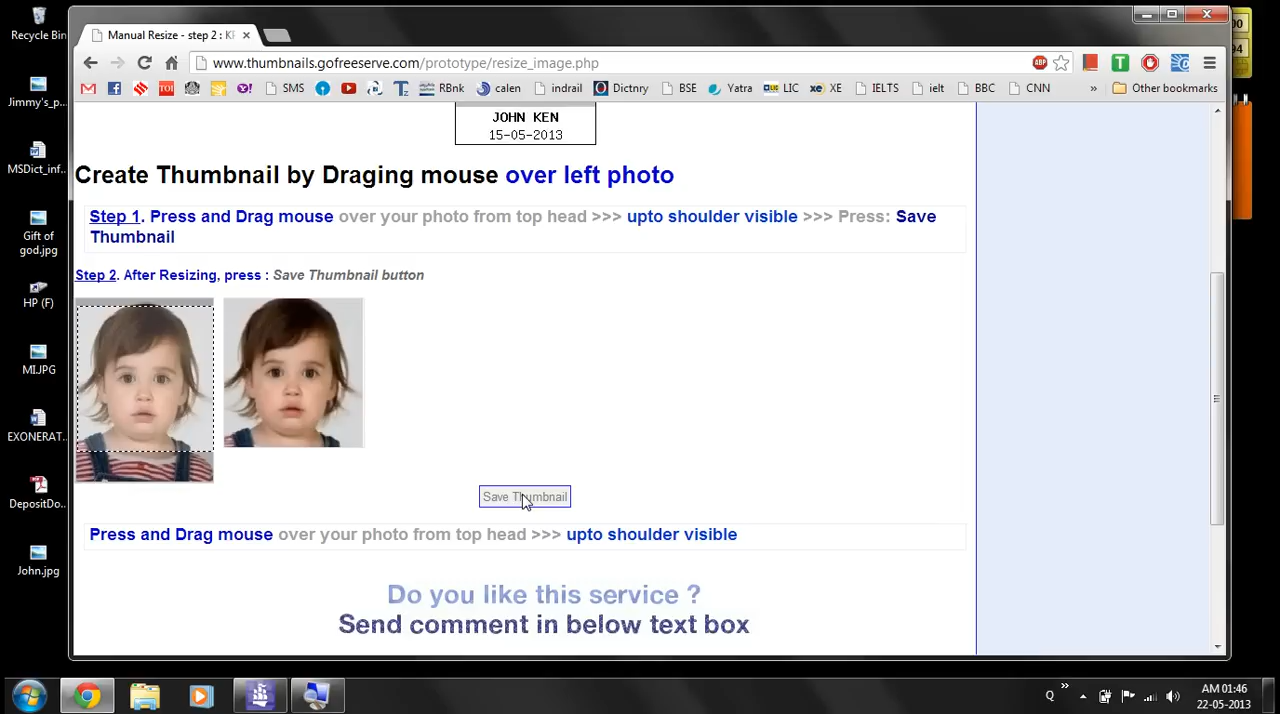 Recycle Bin
Jimmy's_p...
MSDict_inf...
Gift of
god.jpg
HP (F)
MI.JPG
EXONERAT...
DepositDo...
John.jpg
Manual Resize - step 2 : KF
www.thumbnails.gofreeserve.com/prototype/resize_image.php
ABP
TOI SMS RBnk calen indrail Dictnry BSE Yatra LIC XE IELTS ielt BBC CNN » Other bookmarks
JOHN KEN
15-05-2013
Create Thumbnail by Draging mouse over left photo
Step 1. Press and Drag mouse over your photo from top head >>> upto shoulder visible >>> Press: Save
Thumbnail
Step 2. After Resizing, press : Save Thumbnail button
Save Thumbnail
Press and Drag mouse over your photo from top head >>> upto shoulder visible
Do you like this service ?
Send comment in below text box
Q » AM 01:46
22-05-2013